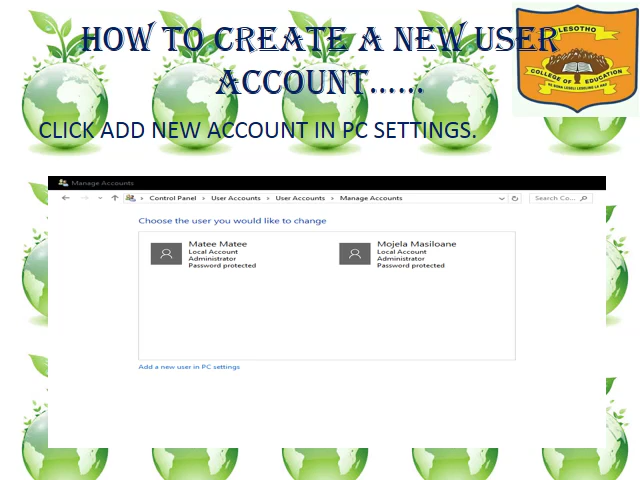 HOW TO CREATE A NEW USER
ACCOUNT……
LESOTHO
COLLEGE OF EDUCATION
CLICK ADD NEW ACCOUNT IN PC SETTINGS.
Manage Accounts
Control Panel > User Accounts > User Accounts > Manage Accounts
Search Co...
Choose the user you would like to change
Matee Matee
Local Account
Administrator
Password protected
Mojela Masiloane
Local Account
Administrator
Password protected
Add a new user in PC settings